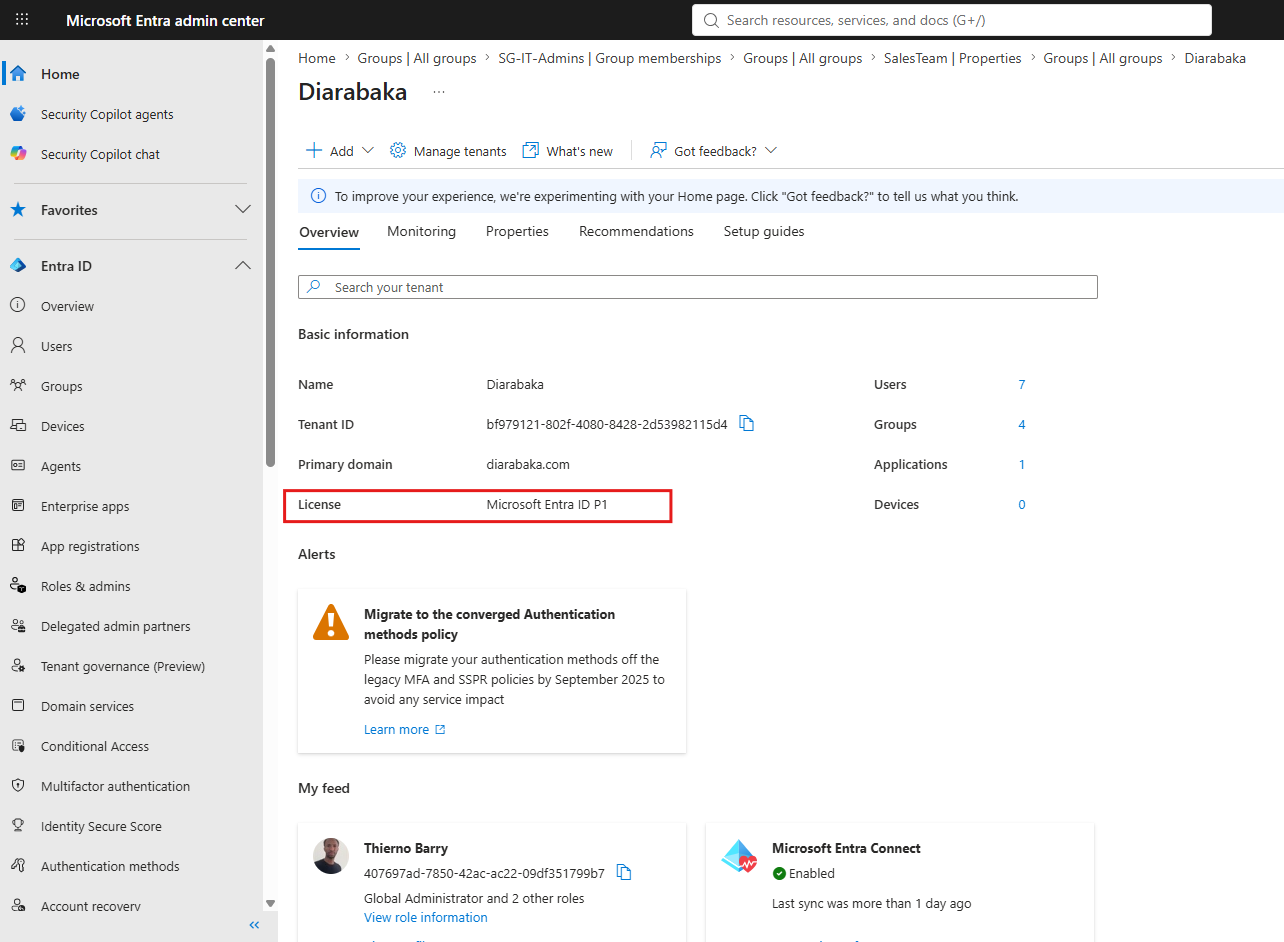 Microsoft Entra admin center
Search resources, services, and docs (G+/)
Home
Security Copilot agents
Security Copilot chat
Favorites
Entra ID
Overview
Users
Groups
Devices
Agents
Enterprise apps
App registrations
Roles & admins
Delegated admin partners
Tenant governance (Preview)
Domain services
Conditional Access
Multifactor authentication
Identity Secure Score
Authentication methods
Account recovery
Home > Groups | All groups > SG-IT-Admins | Group memberships > Groups | All groups > SalesTeam | Properties > Groups | All groups > Diarabaka
Diarabaka ...
Add Manage tenants What's new Got feedback?
To improve your experience, we're experimenting with your Home page. Click "Got feedback?" to tell us what you think.
Overview Monitoring Properties Recommendations Setup guides
Search your tenant
Basic information
Name Diarabaka Users 7
Tenant ID bf979121-802f-4080-8428-2d53982115d4 Groups 4
Primary domain diarabaka.com Applications 1
License Microsoft Entra ID P1 Devices 0
Alerts
Migrate to the converged Authentication
methods policy
Please migrate your authentication methods off the
legacy MFA and SSPR policies by September 2025 to
avoid any service impact
Learn more
My feed
Thierno Barry
407697ad-7850-42ac-ac22-09df351799b7
Global Administrator and 2 other roles
View role information
Microsoft Entra Connect
Enabled
Last sync was more than 1 day ago